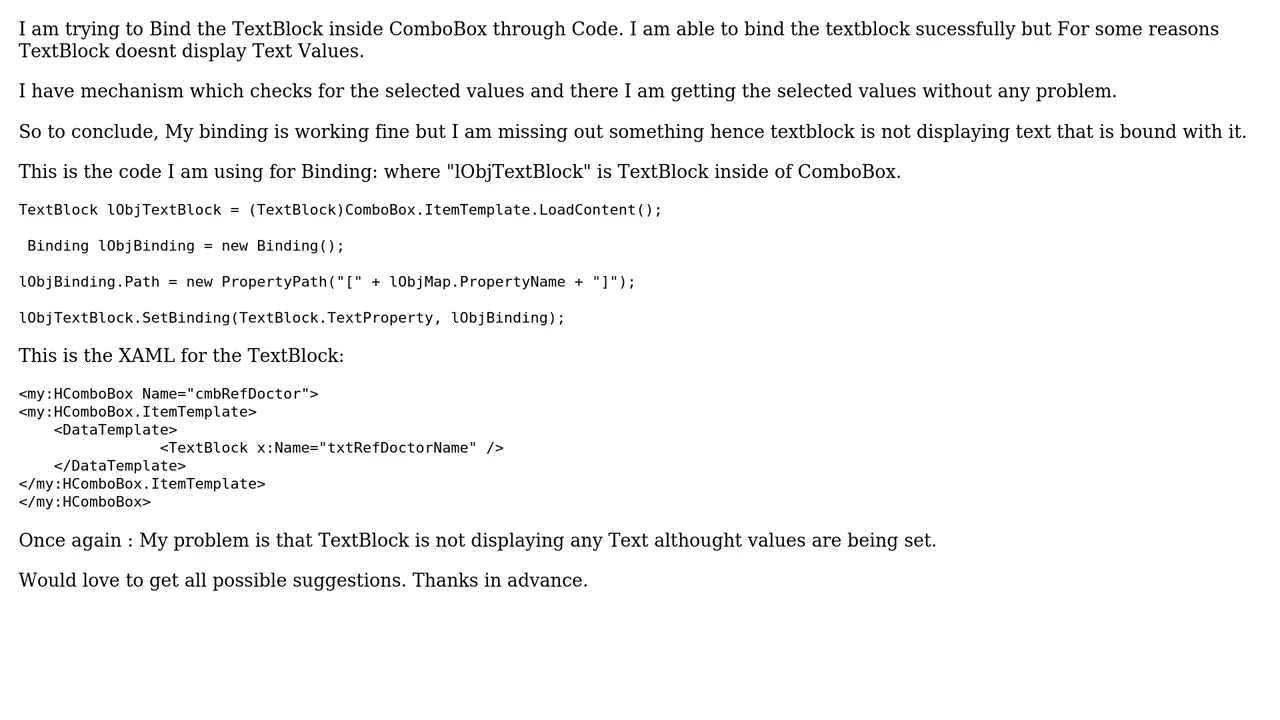 I am trying to Bind the TextBlock inside ComboBox through Code. I am able to bind the textblock sucessfully but For some reasons
TextBlock doesnt display Text Values.
I have mechanism which checks for the selected values and there I am getting the selected values without any problem.
So to conclude, My binding is working fine but I am missing out something hence textblock is not displaying text that is bound with it.
This is the code I am using for Binding: where "lObjTextBlock" is TextBlock inside of ComboBox.
TextBlock lObjTextBlock = (TextBlock)ComboBox.ItemTemplate.LoadContent();
Binding lObjBinding = new Binding();
lObjBinding.Path = new PropertyPath("[" + lObjMap.PropertyName + "]");
lObjTextBlock.SetBinding(TextBlock.TextProperty, lObjBinding);
This is the XAML for the TextBlock:
<my:HComboBox Name="cmbRefDoctor">
<my:HComboBox.ItemTemplate>
    <DataTemplate>
                <TextBlock x:Name="txtRefDoctorName" />
    </DataTemplate>
</my:HComboBox.ItemTemplate>
</my:HComboBox>
Once again : My problem is that TextBlock is not displaying any Text althought values are being set.
Would love to get all possible suggestions. Thanks in advance.